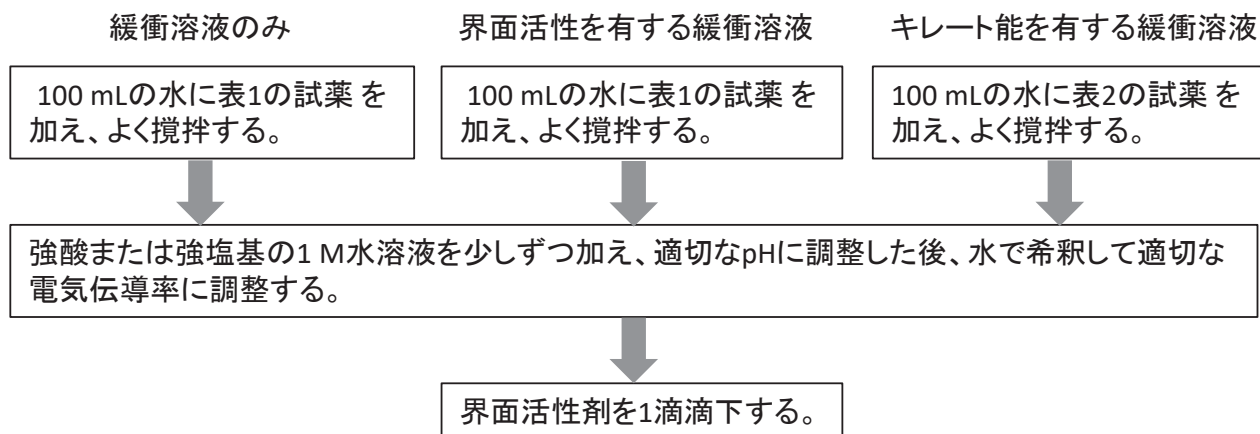 緩衝溶液のみ
界面活性を有する緩衝溶液
キレート能を有する緩衝溶液
100 mLの水に表1の試薬 を
加え、よく撹拌する。
100 mLの水に表1の試薬 を
加え、よく撹拌する。
100 mLの水に表2の試薬 を
加え、よく撹拌する。
強酸または強塩基の1 M水溶液を少しずつ加え、適切なpHに調整した後、水で希釈して適切な
電気伝導率に調整する。
界面活性剤を1滴滴下する。